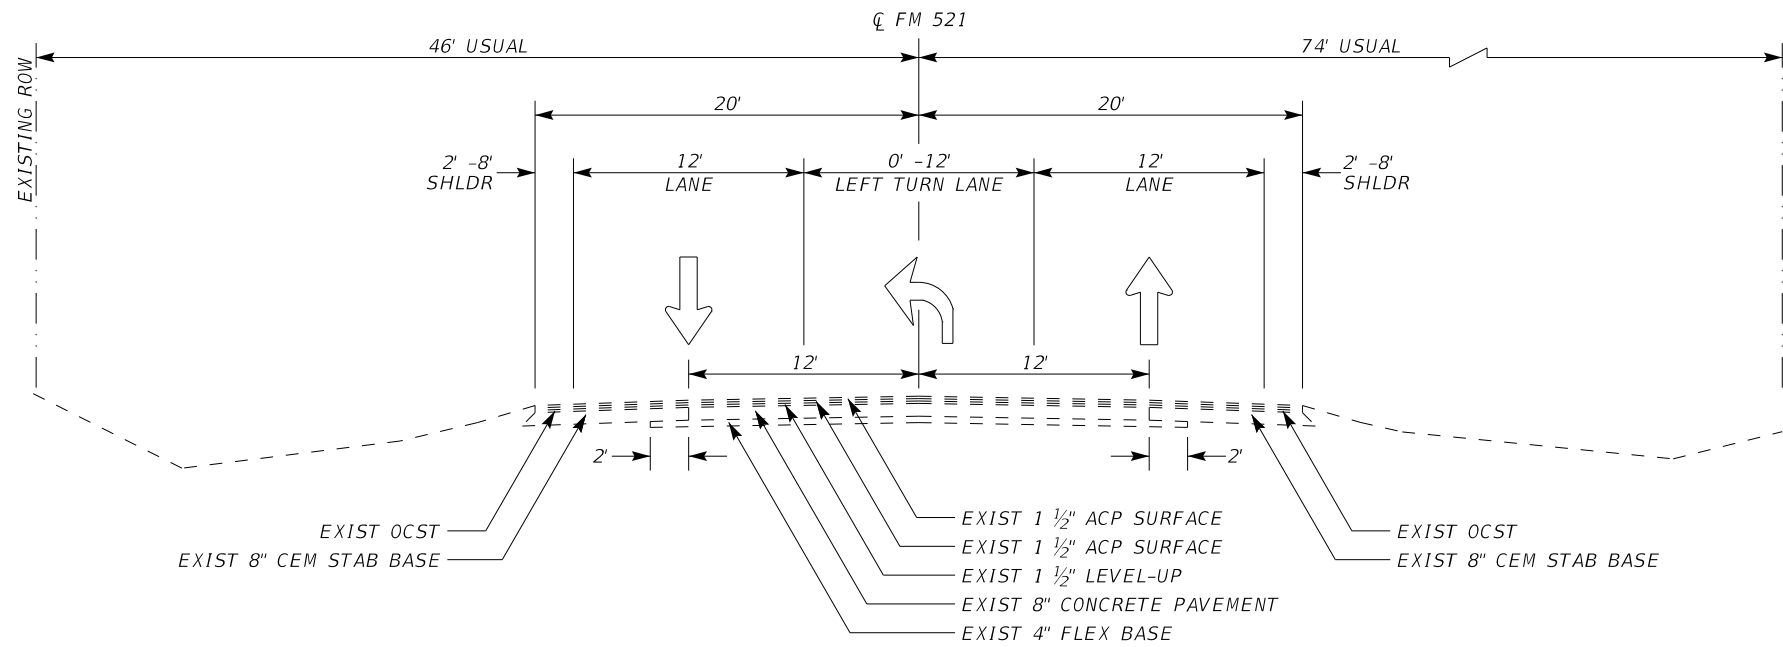 ℄ FM 521
46' USUAL
74' USUAL
EXISTING ROW
20'
20'
2' -8'
SHLDR
12'
LANE
0' -12'
LEFT TURN LANE
12'
LANE
2' -8'
SHLDR
12'
12'
2'
2'
EXIST OCST
EXIST 8" CEM STAB BASE
EXIST 1 ½" ACP SURFACE
EXIST 1 ½" ACP SURFACE
EXIST 1 ½" LEVEL-UP
EXIST 8" CONCRETE PAVEMENT
EXIST 4" FLEX BASE
EXIST OCST
EXIST 8" CEM STAB BASE